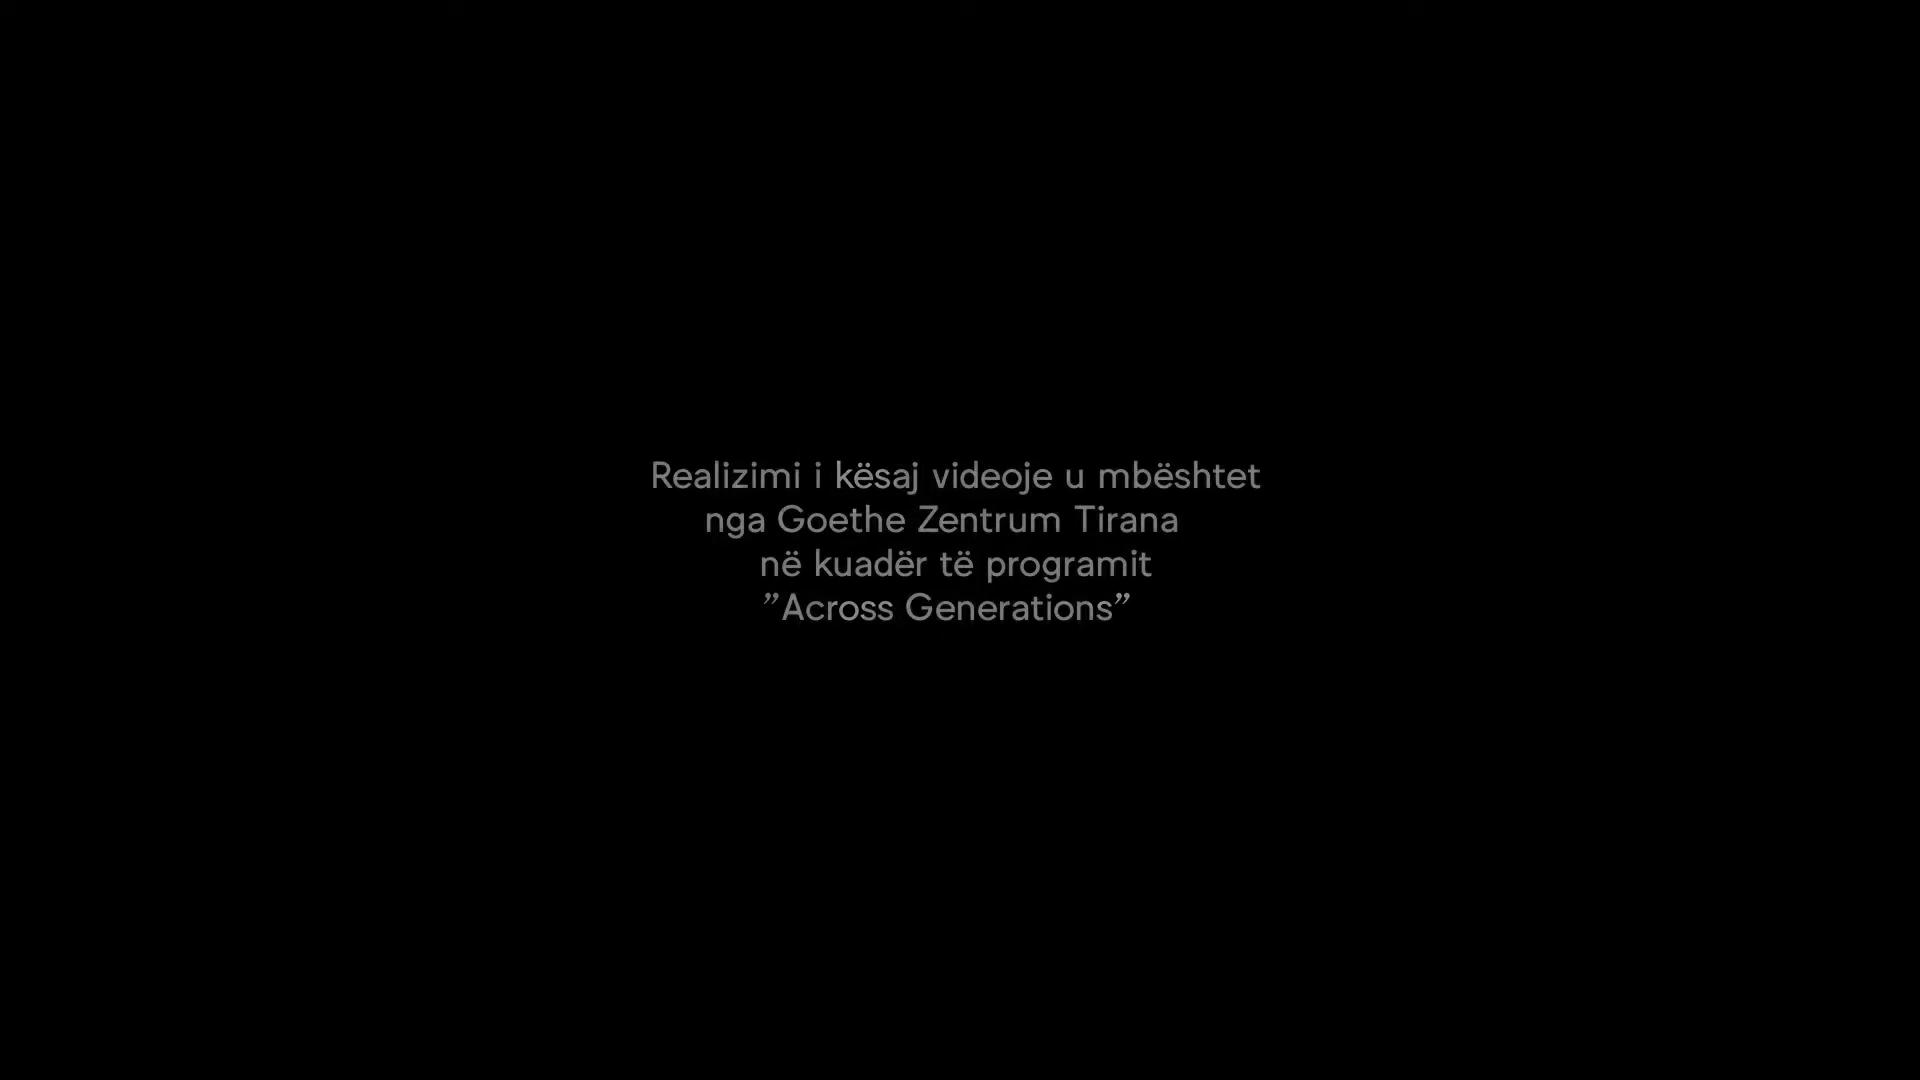 Realizimi i kësaj videoje u mbështet
nga Goethe Zentrum Tirana
në kuadër të programit
”Across Generations”